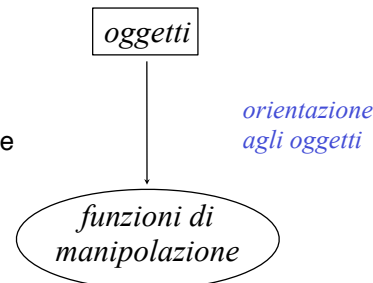 oggetti
orientazione
agli oggetti
e
funzioni di
manipolazione